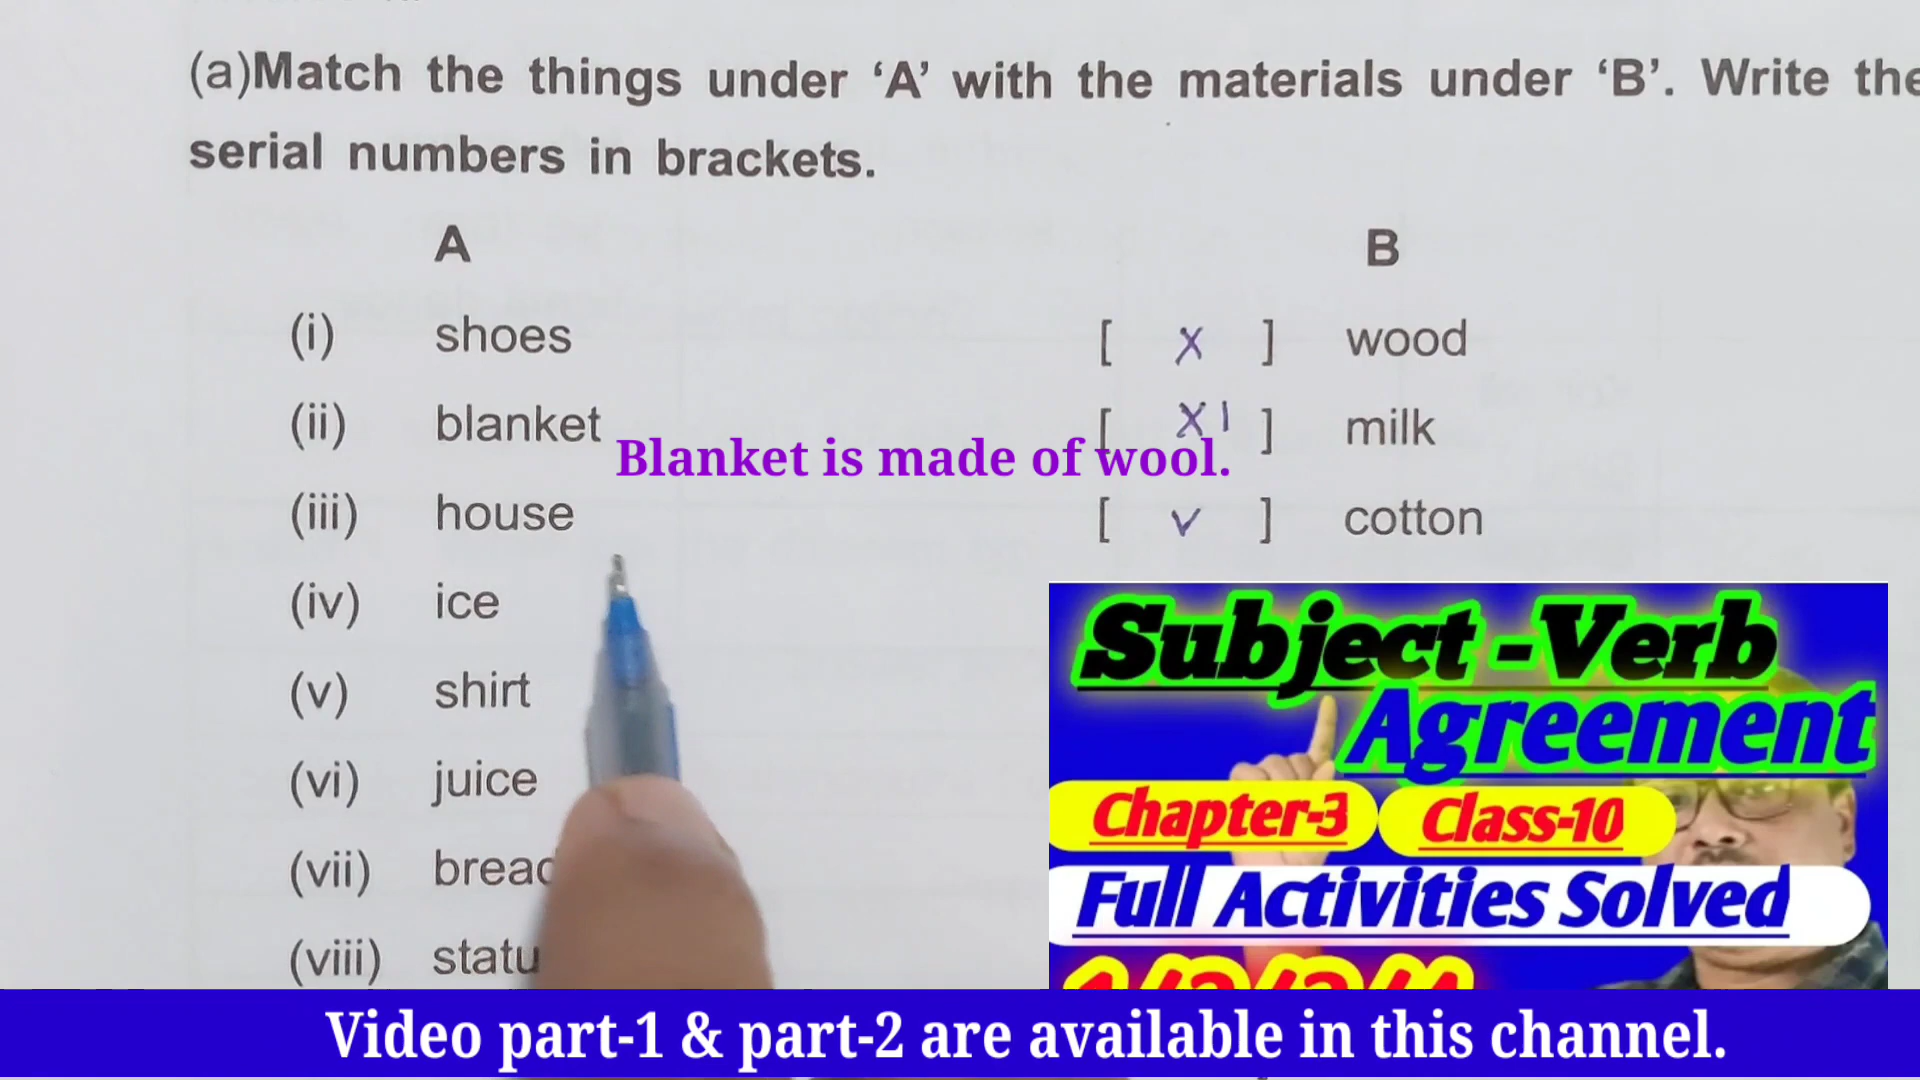 (a)Match the things under ‘A’ with the materials under ‘B’. Write the
serial numbers in brackets.
A B
(i) shoes [ x ] wood
(ii) blanket [ XI ] milk
Blanket is made of wool.
(iii) house [ v ] cotton
(iv) ice
(v) shirt
(vi) juice
(vii) bread
(viii)
Subject -Verb
Agreement
Chapter-3 Class-10
Full Activities Solved
Video part-1 & part-2 are available in this channel.